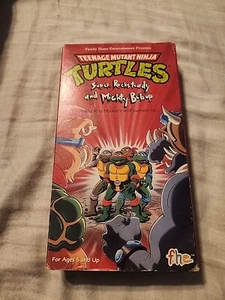 Family Home Entertainment Presents
TEENAGE MUTANT NINJA
TURTLES
Super Rocksteady
and Mighty Bebop
For Ages 5 and Up
fhe